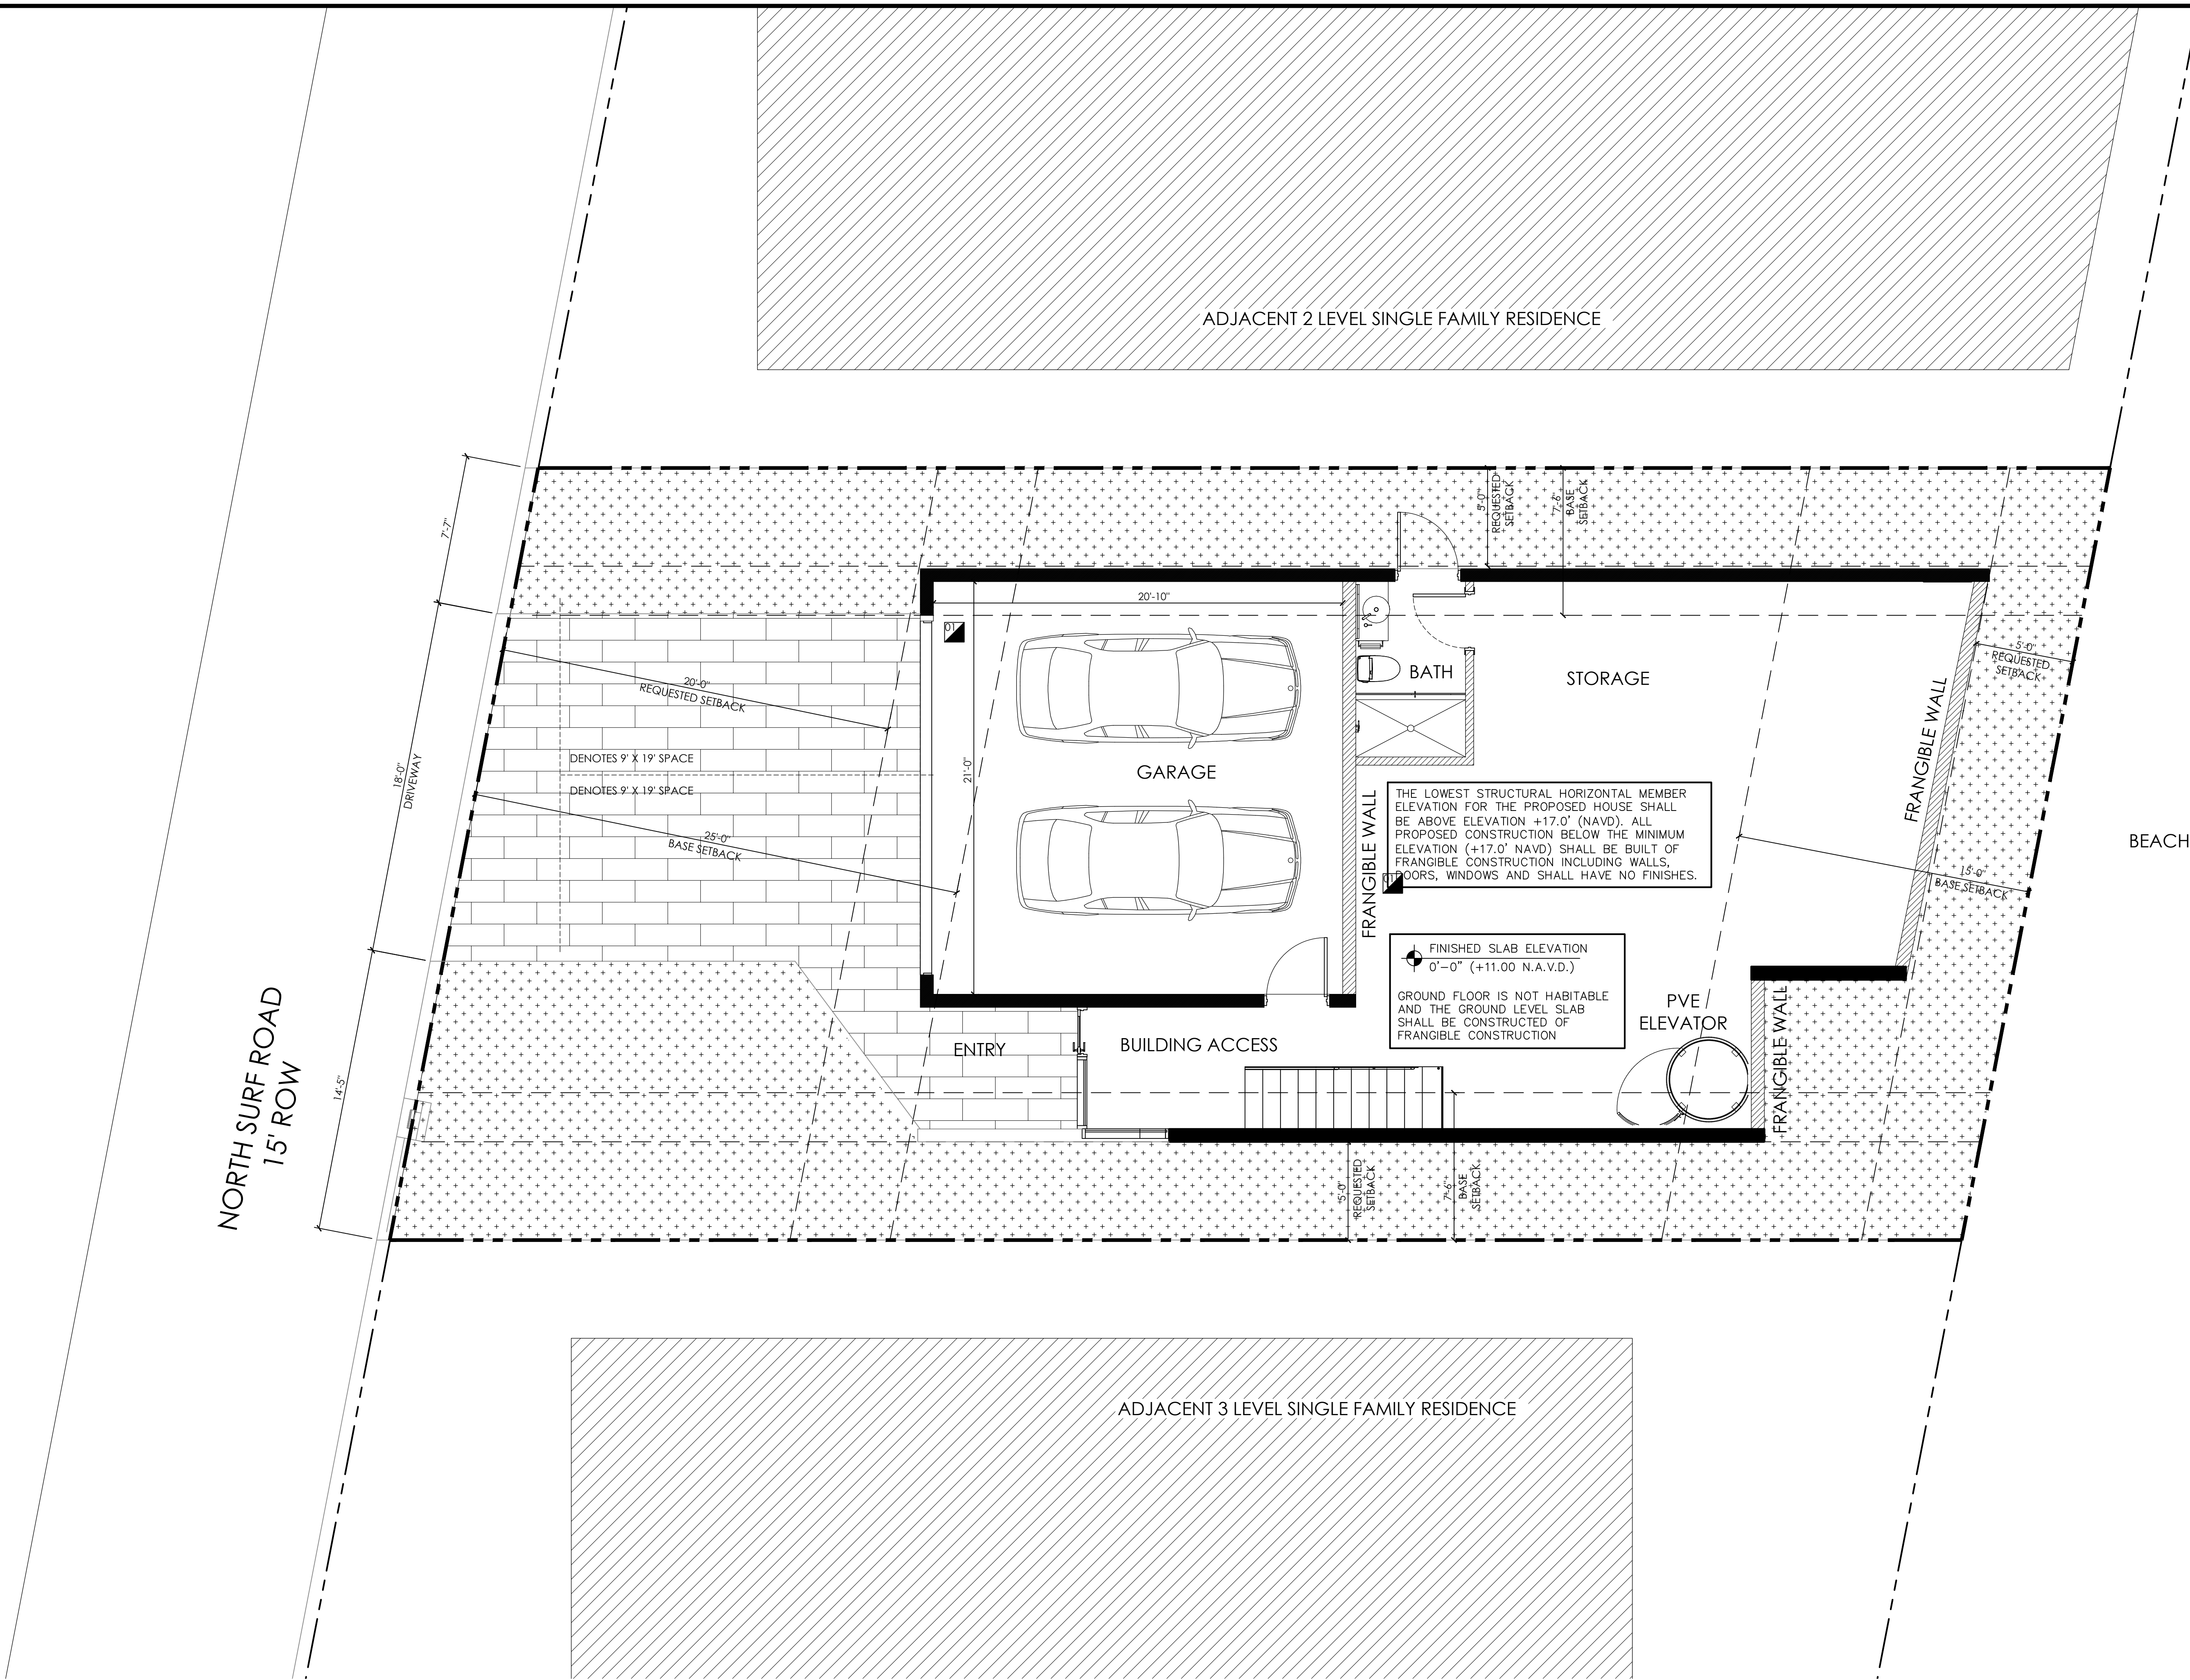 ADJACENT 2 LEVEL SINGLE FAMILY RESIDENCE
7'-7"
5'-0"
REQUESTED
SETBACK
7'-6"
BASE
SETBACK
20'-10"
01
BATH
STORAGE
5'-0"
REQUESTED
SETBACK
20'-0"
REQUESTED SETBACK
FRANGIBLE WALL
18'-0"
DRIVEWAY
DENOTES 9' X 19' SPACE
DENOTES 9' X 19' SPACE
21'-0"
GARAGE
FRANGIBLE WALL
THE LOWEST STRUCTURAL HORIZONTAL MEMBER
ELEVATION FOR THE PROPOSED HOUSE SHALL
BE ABOVE ELEVATION +17.0' (NAVD). ALL
PROPOSED CONSTRUCTION BELOW THE MINIMUM
ELEVATION (+17.0' NAVD) SHALL BE BUILT OF
FRANGIBLE CONSTRUCTION INCLUDING WALLS,
DOORS, WINDOWS AND SHALL HAVE NO FINISHES.
25'-0"
BASE SETBACK
BEACH
15'-0"
BASE SETBACK
FINISHED SLAB ELEVATION
0'-0" (+11.00 N.A.V.D.)
GROUND FLOOR IS NOT HABITABLE
AND THE GROUND LEVEL SLAB
SHALL BE CONSTRUCTED OF
FRANGIBLE CONSTRUCTION
PVE
ELEVATOR
FRANGIBLE WALL
NORTH SURF ROAD
15' ROW
14'-5"
ENTRY
BUILDING ACCESS
5'-0"
REQUESTED
SETBACK
7'-6"
BASE
SETBACK
ADJACENT 3 LEVEL SINGLE FAMILY RESIDENCE